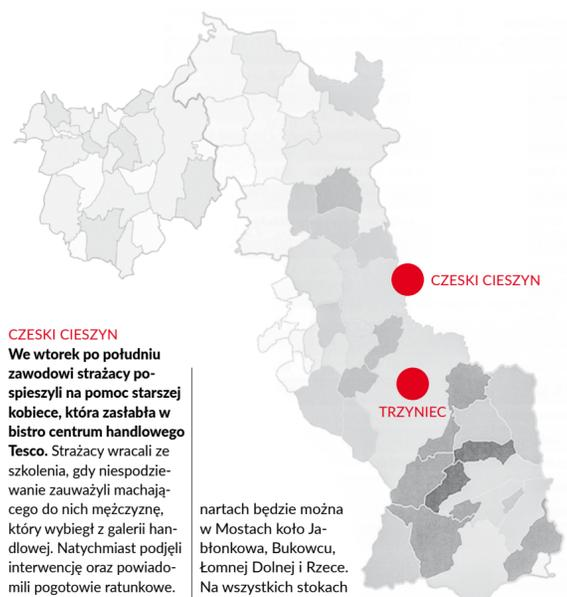 CZESKI CIESZYN
TRZYNIEC
CZESKI CIESZYN
We wtorek po południu
zawodowi strażacy po-
spieszyli na pomoc starszej
kobiece, która zasłabła w
bistro centrum handlowego
Tesco. Strażacy wracali ze
szkolenia, gdy niespodzie-
wanie zauważyli machają-
cego do nich mężczyznę,
który wybiegł z galerii han-
dlowej. Natychmiast podjęli
interwencję oraz powiado-
mili pogotowie ratunkowe.
nartach będzie można
w Mostach koło Ja-
błonkowa, Bukowcu,
Łomnej Dolnej i Rzece.
Na wszystkich stokach